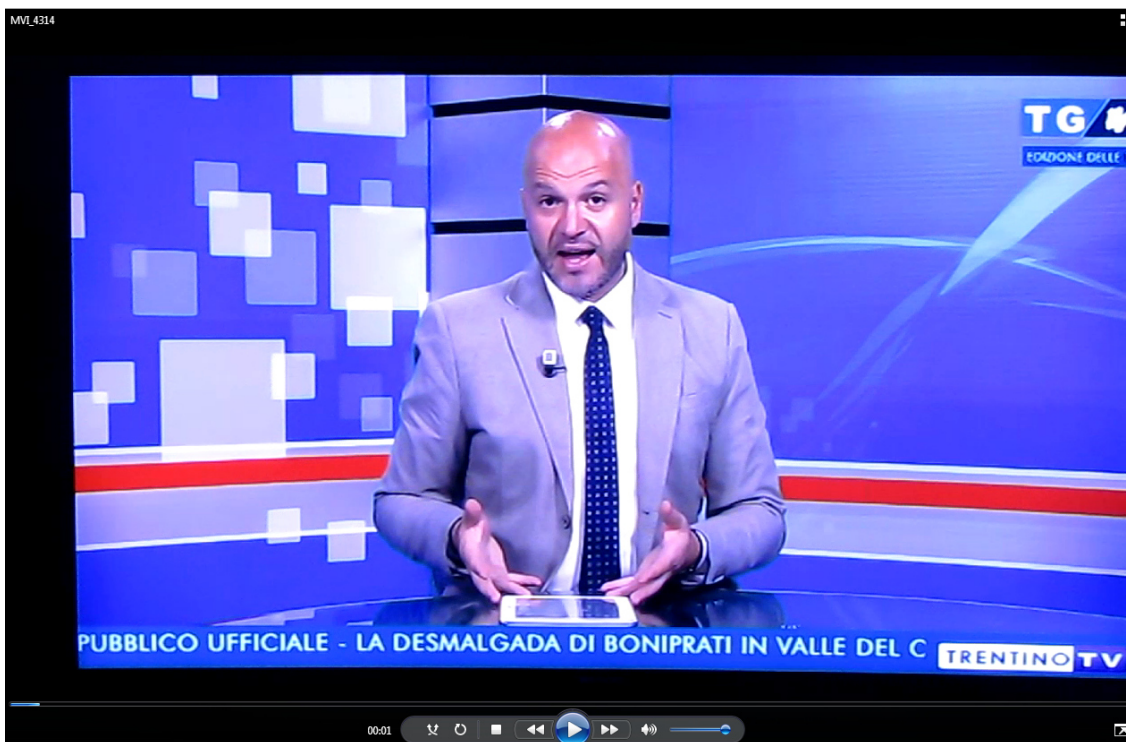 MVI_4314
TG
EDIZIONE DELLE
PUBBLICO UFFICIALE - LA DESMALGADA DI BONIPRATI IN VALLE DEL C
TRENTINO TV
00:01